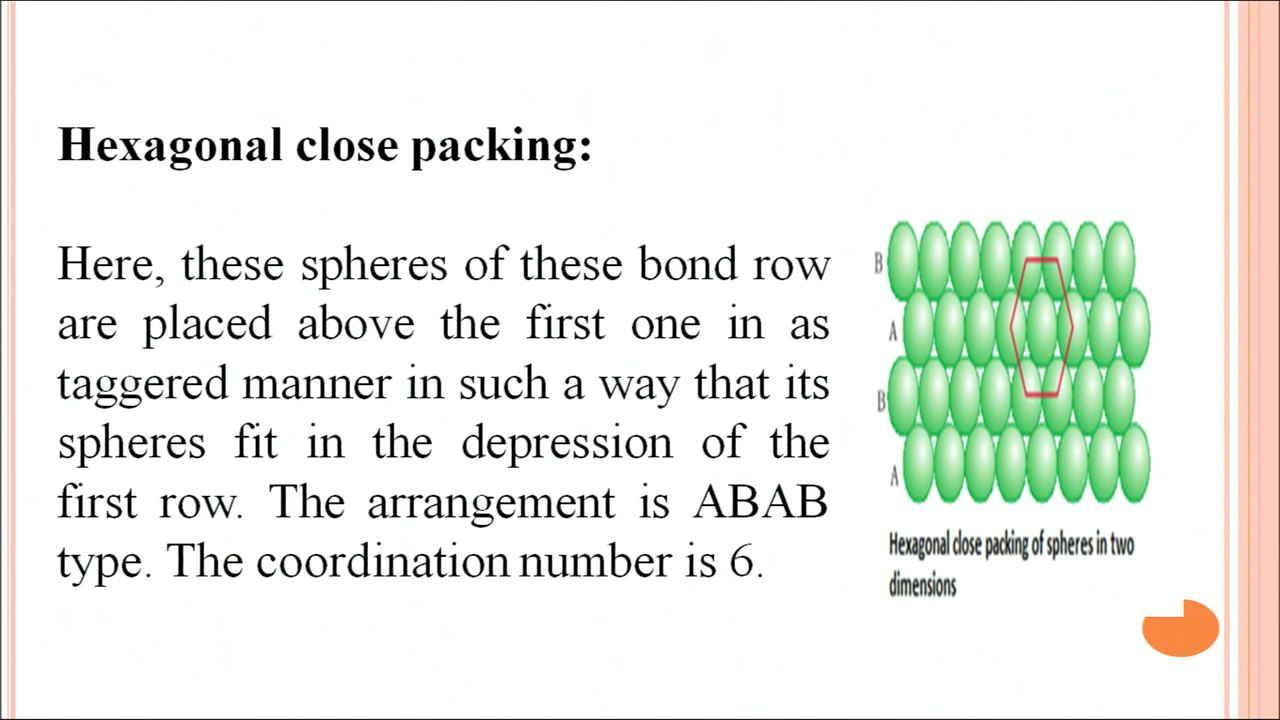 Hexagonal close packing:
Here, these spheres of these bond row
are placed above the first one in as
taggered manner in such a way that its
spheres fit in the depression of the
first row. The arrangement is ABAB
type. The coordination number is 6.
B
A
B
A
Hexagonal close packing of spheres in two
dimensions